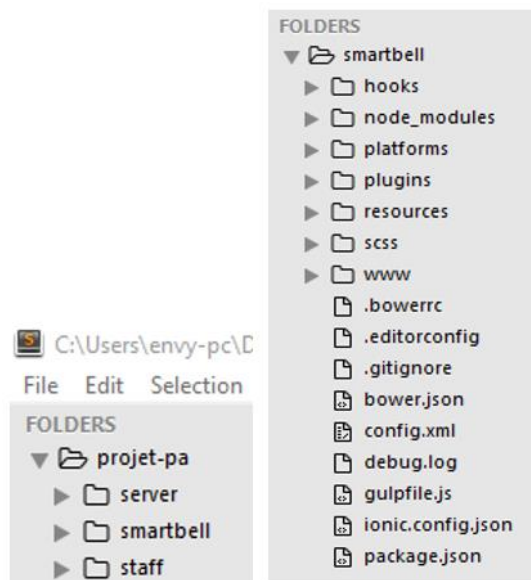 C:\Users\envy-pc\D
File Edit Selection
FOLDERS
projet-pa
server
smartbell
staff
FOLDERS
smartbell
hooks
node_modules
platforms
plugins
resources
scss
www
.bowerrc
.editorconfig
.gitignore
bower.json
config.xml
debug.log
gulpfile.js
ionic.config.json
package.json